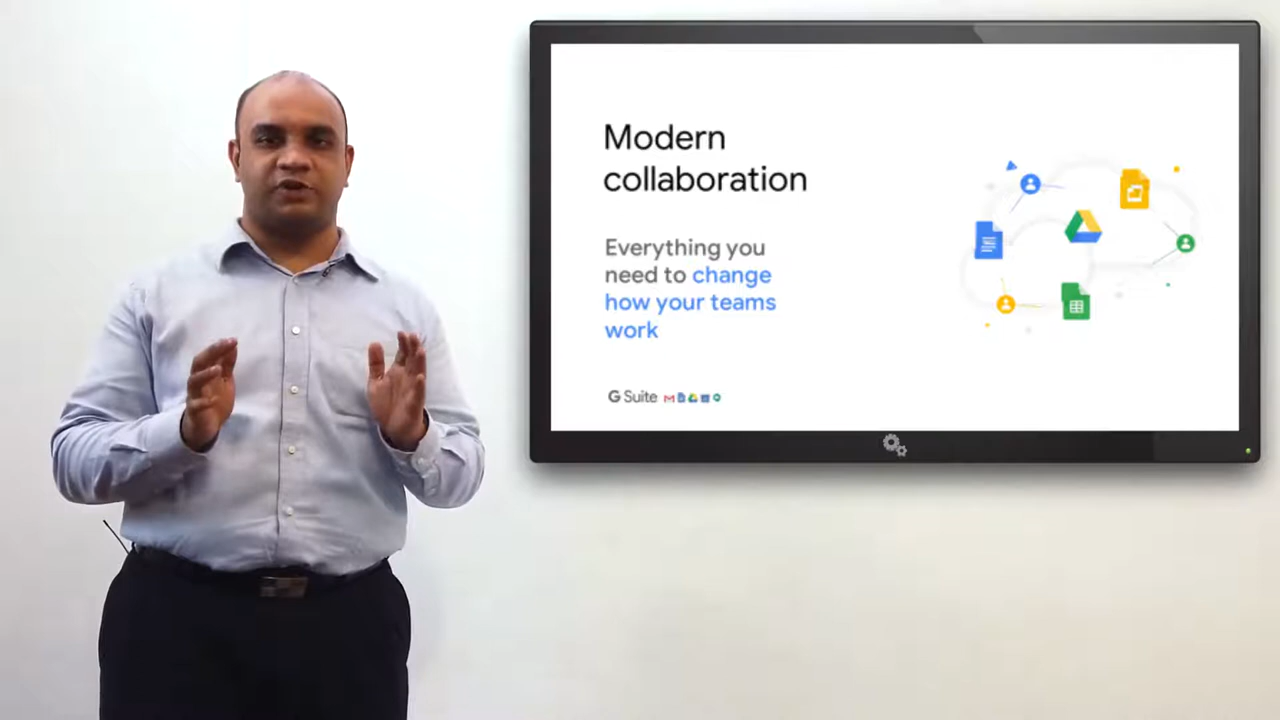 Modern
collaboration
Everything you
need to change
how your teams
work
G Suite